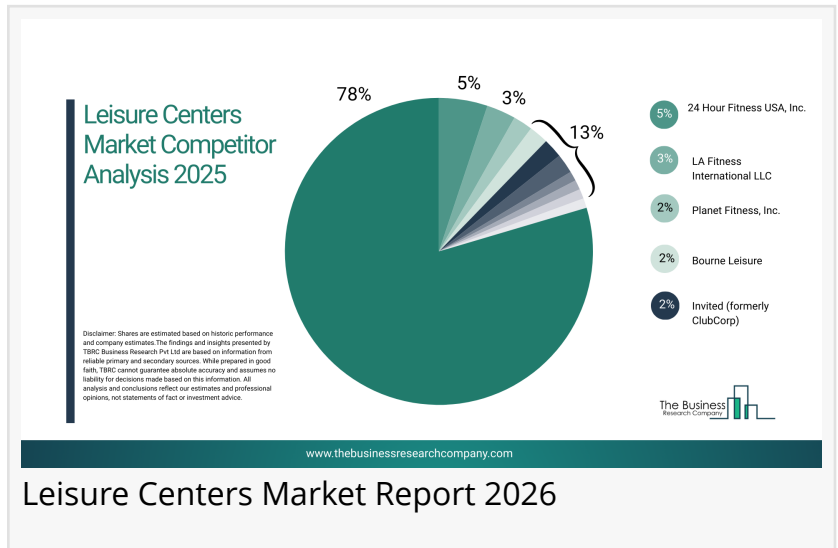 Leisure Centers
Market Competitor
Analysis 2025
Disclaimer: Shares are estimated based on historic performance
and company estimates.The findings and insights presented by
TBRC Business Research Pvt Ltd are based on information from
reliable primary and secondary sources. While prepared in good
faith, TBRC cannot guarantee absolute accuracy and assumes no
liability for decisions made based on this information. All
analysis and conclusions reflect our estimates and professional
opinions, not statements of fact or investment advice.
78%
5%
3%
13%
5%
24 Hour Fitness USA, Inc.
3%
LA Fitness
International LLC
2%
Planet Fitness, Inc.
2%
Bourne Leisure
2%
Invited (formerly
ClubCorp)
The Business
Research Company
www.thebusinessresearchcompany.com
Leisure Centers Market Report 2026